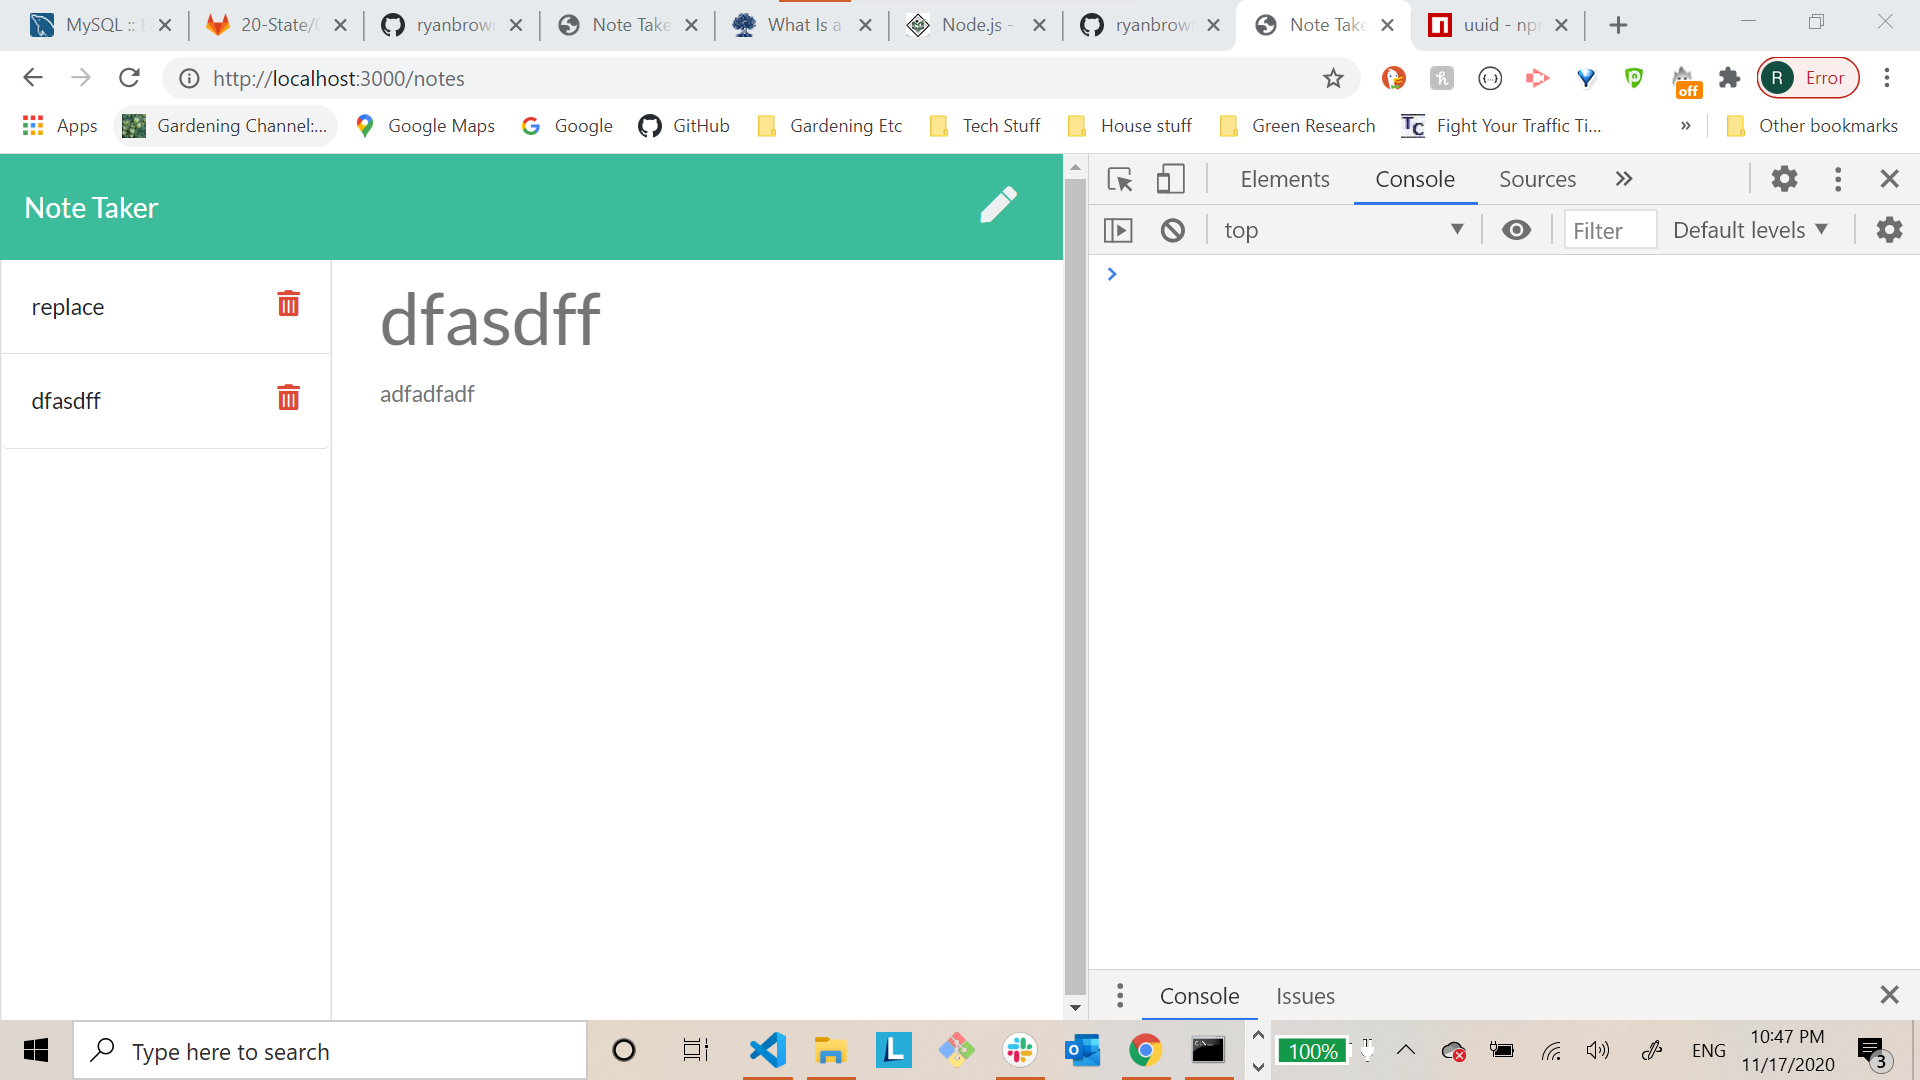 MySQL :: 20-State/ ryanbrow Note Take What Is a Node.js - ryanbrow Note Take uuid - np
http://localhost:3000/notes
R Error
off
Apps Gardening Channel:... Google Maps Google GitHub Gardening Etc Tech Stuff House stuff Green Research Fight Your Traffic Ti... » Other bookmarks
Note Taker
replace
dfasdff
dfasdff
adfadfadf
Elements Console Sources
top Filter Default levels
Console Issues
Type here to search
100% ENG 10:47 PM
11/17/2020
3